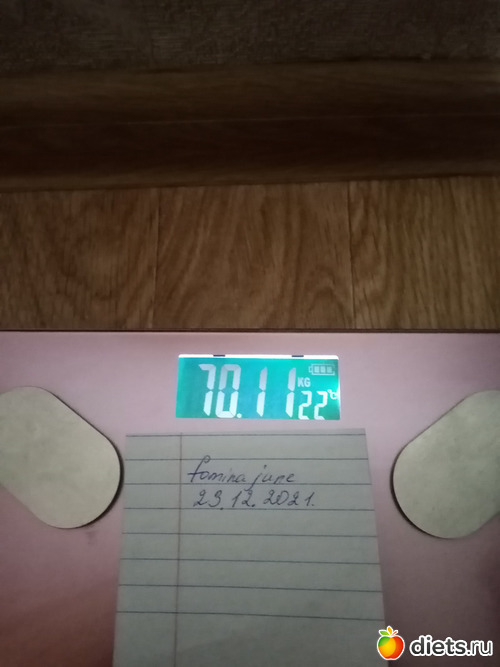 70.11 KG
22 °C
fomina june
29.12.2021.
diets.ru